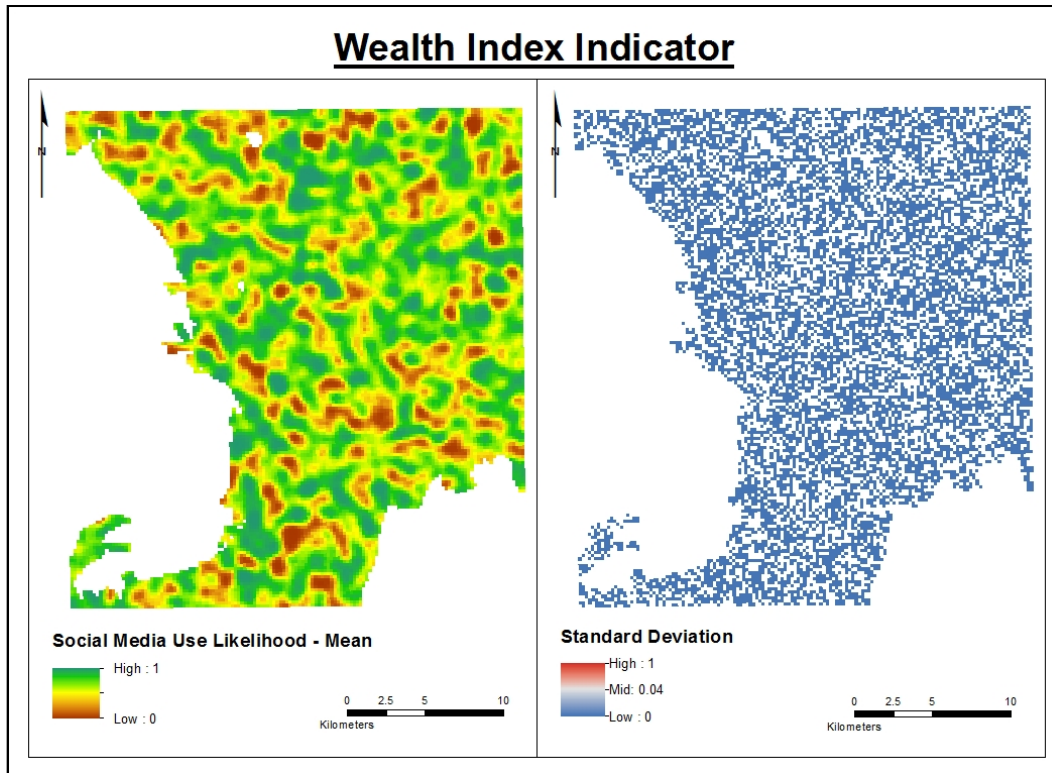 Wealth Index Indicator
N
N
Social Media Use Likelihood - Mean
High : 1
Low : 0
0 2.5 5 10
Kilometers
Standard Deviation
High : 1
Mid: 0.04
Low : 0
0 2.5 5 10
Kilometers